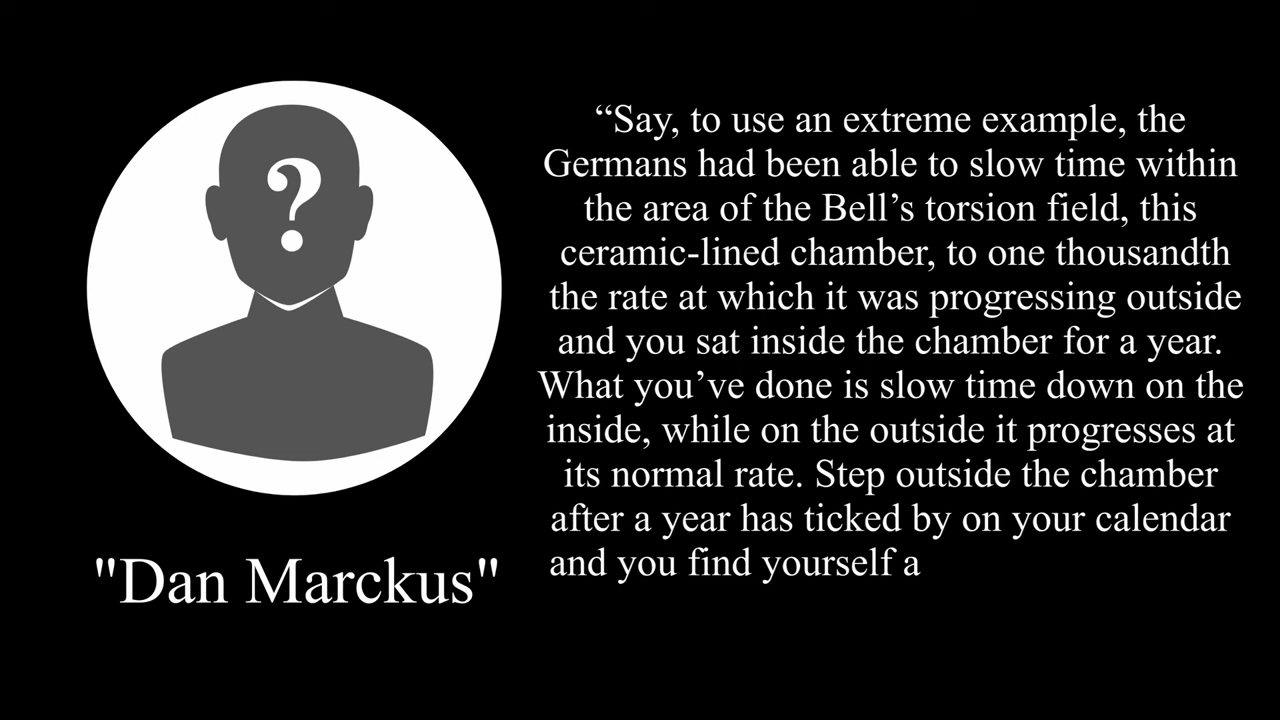 “Say, to use an extreme example, the
Germans had been able to slow time within
the area of the Bell’s torsion field, this
ceramic-lined chamber, to one thousandth
the rate at which it was progressing outside
and you sat inside the chamber for a year.
What you’ve done is slow time down on the
inside, while on the outside it progresses at
its normal rate. Step outside the chamber
after a year has ticked by on your calendar
and you find yourself a
?
"Dan Marckus"